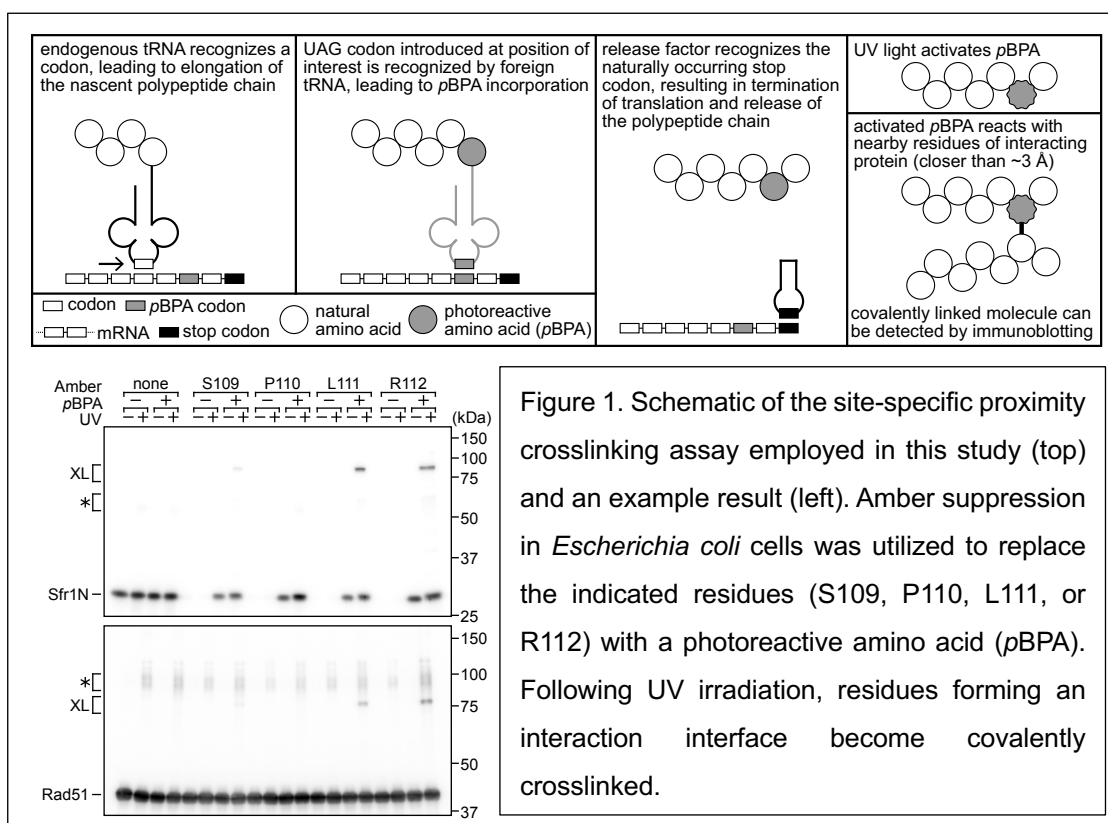 endogenous tRNA recognizes a
codon, leading to elongation of
the nascent polypeptide chain
UAG codon introduced at position of
interest is recognized by foreign
tRNA, leading to pBPA incorporation
release factor recognizes the
naturally occurring stop
codon, resulting in termination
of translation and release of
the polypeptide chain
UV light activates pBPA
activated pBPA reacts with
nearby residues of interacting
protein (closer than ~3 Å)
covalently linked molecule can
be detected by immunoblotting
codon pBPA codon
mRNA stop codon
natural
amino acid
photoreactive
amino acid (pBPA)
Amber none S109 P110 L111 R112
pBPA − + − + − + − + − +
UV − + − + − + − + − + − + − + − + − + − + (kDa)
150
100
XL
75
*
50
37
Sfr1N
25
150
*
100
XL
75
50
Rad51
37
Figure 1. Schematic of the site-specific proximity
crosslinking assay employed in this study (top)
and an example result (left). Amber suppression
in Escherichia coli cells was utilized to replace
the indicated residues (S109, P110, L111, or
R112) with a photoreactive amino acid (pBPA).
Following UV irradiation, residues forming an
interaction interface become covalently
crosslinked.